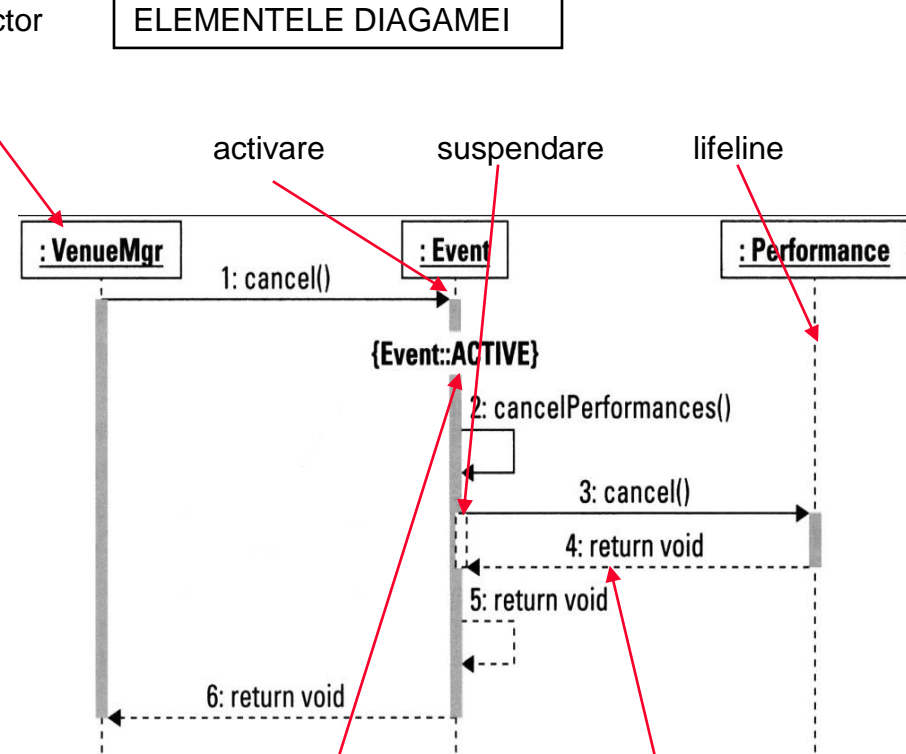 ctor
ELEMENTELE DIAGAMEI
activare
suspendare
lifeline
: VenueMgr
: Event
: Performance
1: cancel()
{Event::ACTIVE}
2: cancelPerformances()
3: cancel()
4: return void
5: return void
6: return void